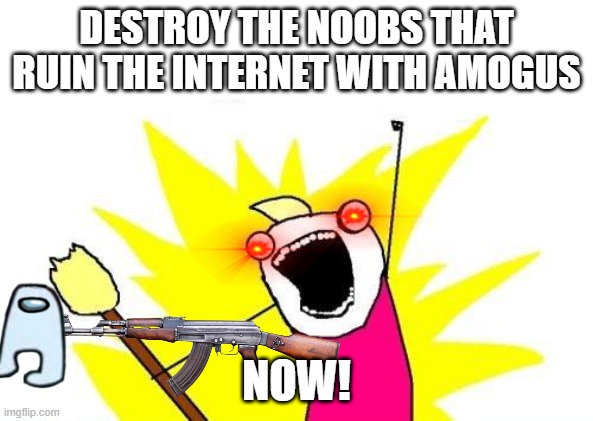 DESTROY THE NOOBS THAT
RUIN THE INTERNET WITH AMOGUS
NOW!
imgflip.com